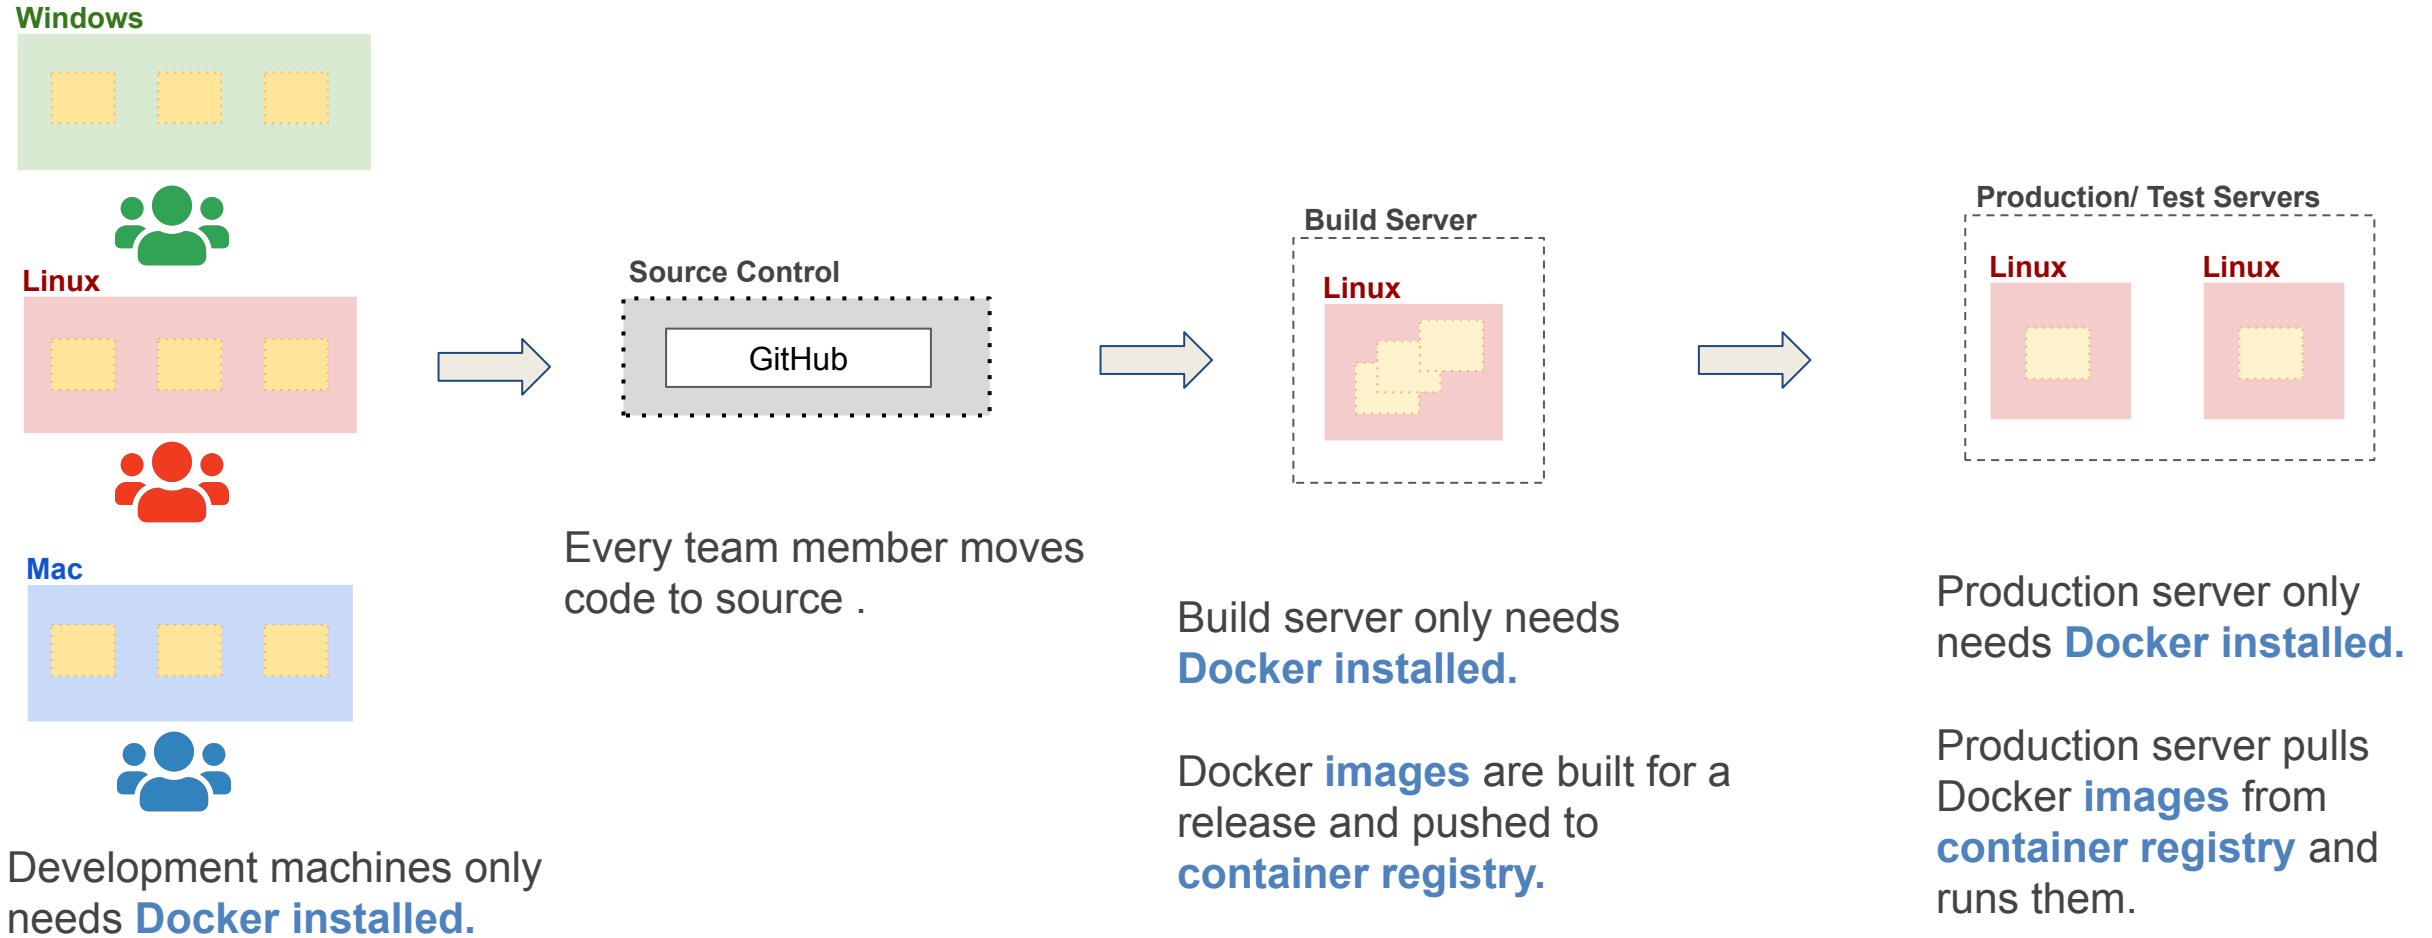 Windows
Linux
Mac
Development machines only
needs Docker installed.
Source Control
GitHub
Every team member moves
code to source .
Build Server
Linux
Build server only needs
Docker installed.
Docker images are built for a
release and pushed to
container registry.
Production/ Test Servers
Linux
Linux
Production server only
needs Docker installed.
Production server pulls
Docker images from
container registry and
runs them.